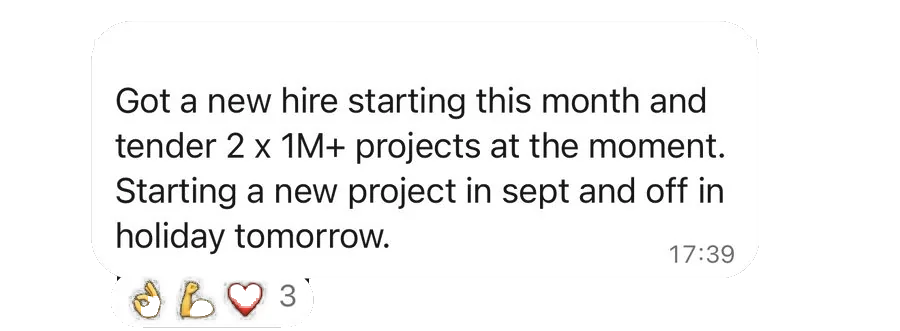 Got a new hire starting this month and
tender 2 x 1M+ projects at the moment.
Starting a new project in sept and off in
holiday tomorrow.
17:39
👌 💪 ❤️ 3